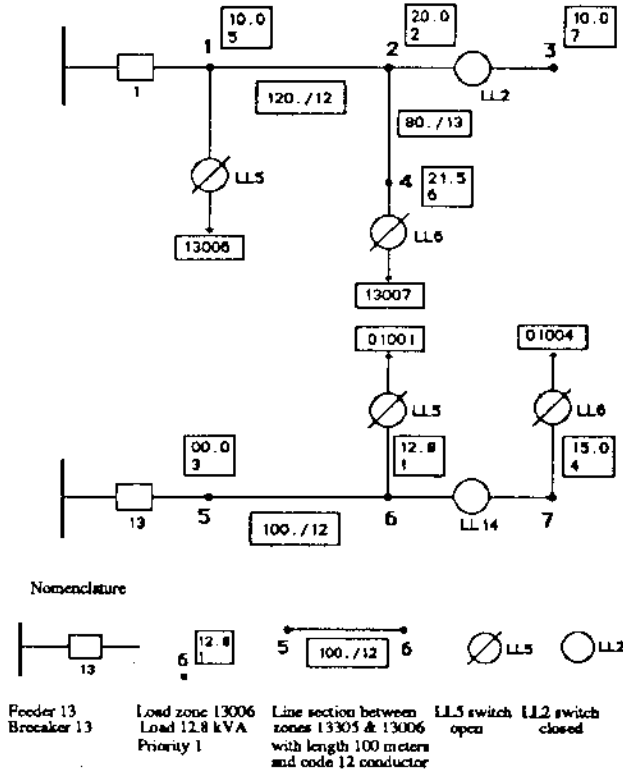 10.0
5
20.0
2
10.0
7
1
2
3
1
120./12
LL2
80./13
LL5
4
21.5
6
LL6
13006
13007
01001
01004
LL5
LL6
00.0
3
12.8
1
15.0
4
13
5
100./12
6
LL14
7
Nomenclature
13
6
12.8
1
5
100./12
6
LL5
LL2
Feeder 13
Breeaker 13
Load zone 13006
Load 12.8 kVA
Priority 1
Line section between
zones 13305 & 13006
with length 100 meters
and code 12 conductor
LL5 switch
open
LL2 switch
closed